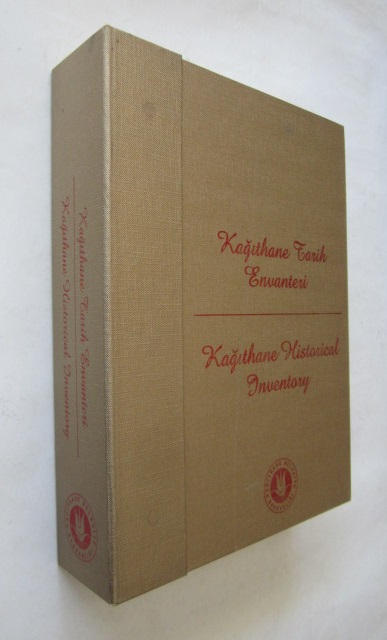 Kağıthane Tarih
Envanteri
Kağıthane Historical
Inventory
Kağıthane Tarih Envanteri
Kağıthane Historical Inventory